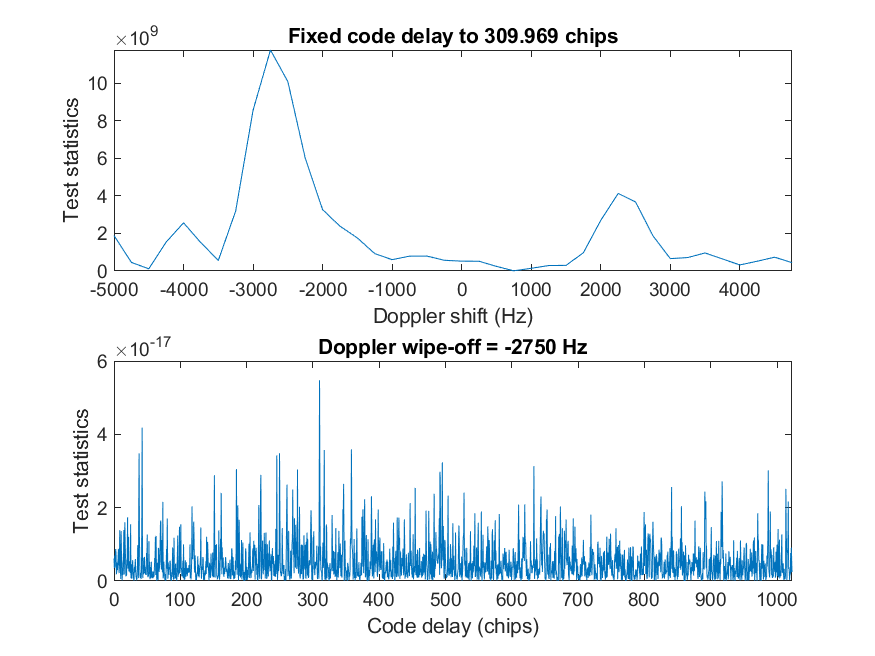 ×10^9
Fixed code delay to 309.969 chips
Test statistics
10
8
6
4
2
0
-5000 -4000 -3000 -2000 -1000 0 1000 2000 3000 4000
Doppler shift (Hz)
×10^-17
Doppler wipe-off = -2750 Hz
Test statistics
6
4
2
0
0 100 200 300 400 500 600 700 800 900 1000
Code delay (chips)